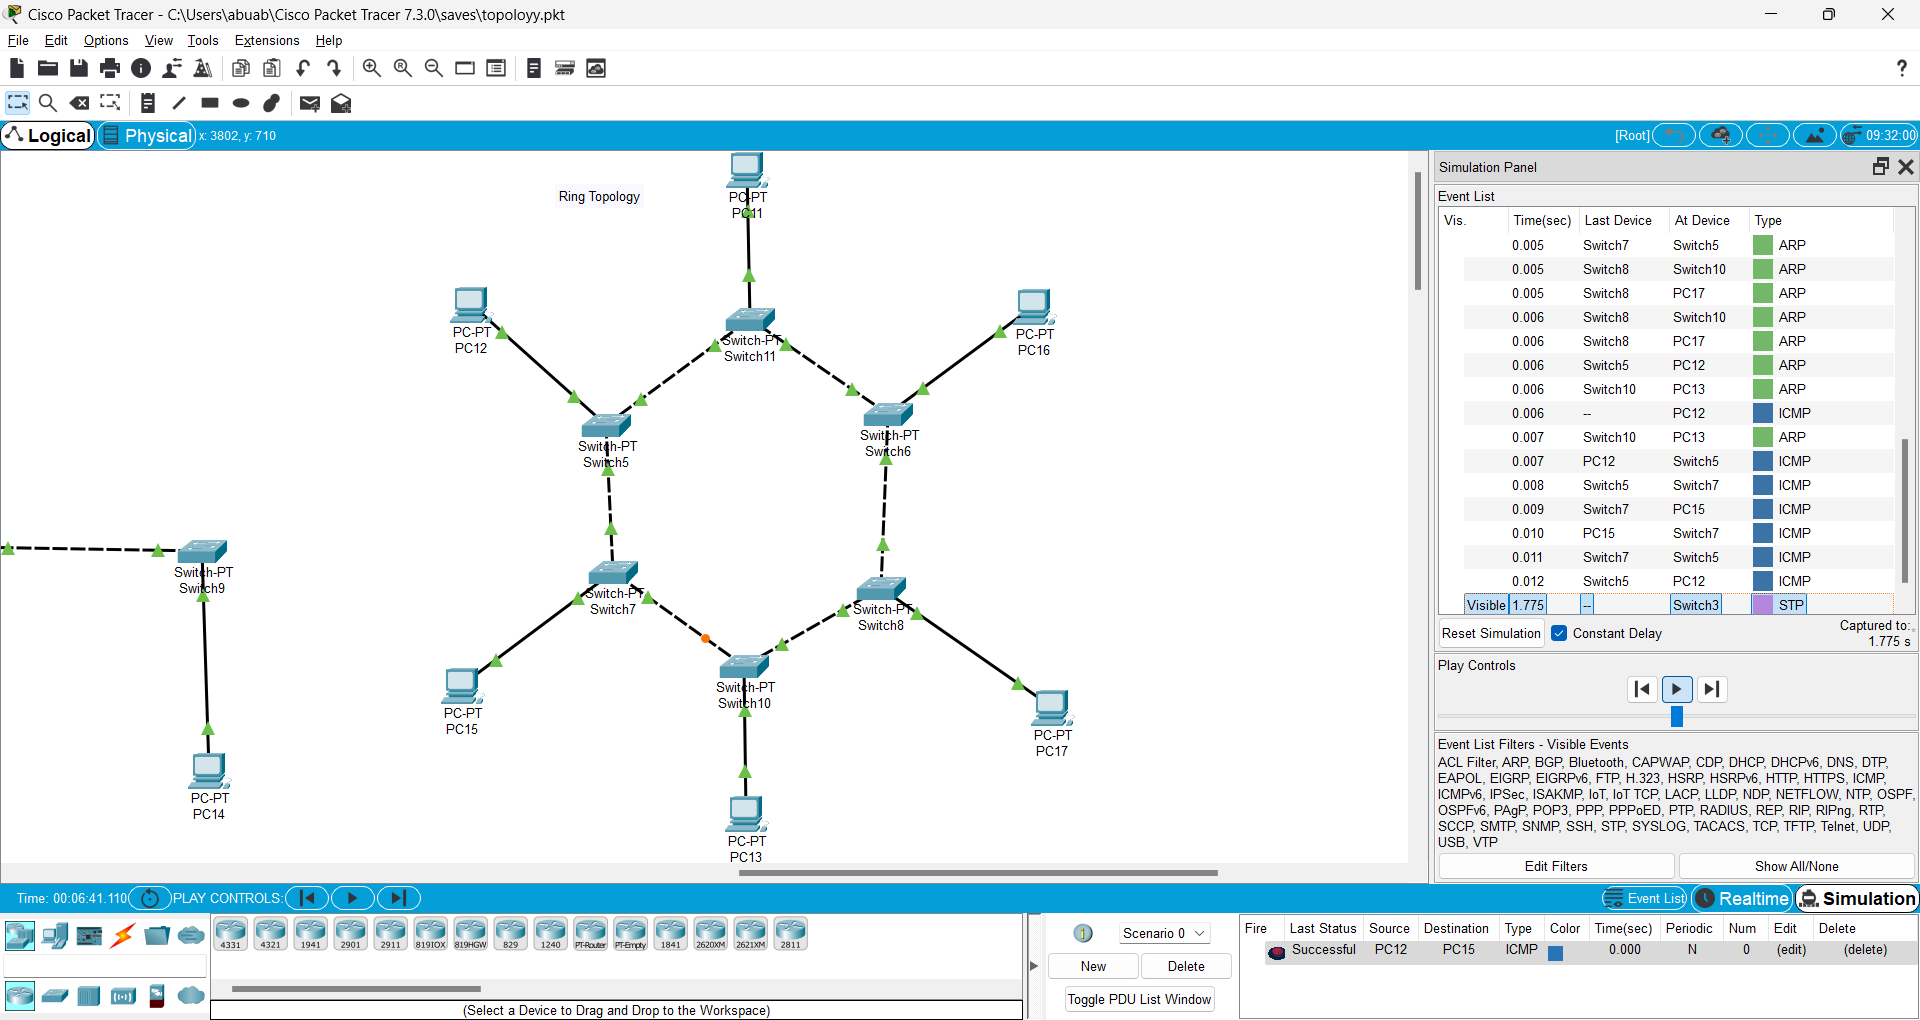 Cisco Packet Tracer - C:\Users\abuab\Cisco Packet Tracer 7.3.0\saves\topoloyy.pkt
File Edit Options View Tools Extensions Help
?
Logical Physical x: 3802, y: 710 [Root] 09:32:00
Ring Topology
PC-PT
PC11
PC-PT
PC12
Switch-PT
Switch11
PC-PT
PC16
Switch-PT
Switch5
Switch-PT
Switch6
Switch-PT
Switch9
Switch-PT
Switch7
Switch-PT
Switch8
PC-PT
PC15
Switch-PT
Switch10
PC-PT
PC17
PC-PT
PC14
PC-PT
PC13
Simulation Panel
Event List
Vis. Time(sec) Last Device At Device Type
0.005 Switch7 Switch5 ARP
0.005 Switch8 Switch10 ARP
0.005 Switch8 PC17 ARP
0.006 Switch8 Switch10 ARP
0.006 Switch8 PC17 ARP
0.006 Switch5 PC12 ARP
0.006 Switch10 PC13 ARP
0.006 -- PC12 ICMP
0.007 Switch10 PC13 ARP
0.007 PC12 Switch5 ICMP
0.008 Switch5 Switch7 ICMP
0.009 Switch7 PC15 ICMP
0.010 PC15 Switch7 ICMP
0.011 Switch7 Switch5 ICMP
0.012 Switch5 PC12 ICMP
Visible 1.775 -- Switch3 STP
Reset Simulation Constant Delay Captured to:
1.775 s
Play Controls
Event List Filters - Visible Events
ACL Filter, ARP, BGP, Bluetooth, CAPWAP, CDP, DHCP, DHCPv6, DNS, DTP,
EAPOL, EIGRP, EIGRPv6, FTP, H.323, HSRP, HSRPv6, HTTP, HTTPS, ICMP,
ICMPv6, IPSec, ISAKMP, IoT, IoT TCP, LACP, LLDP, NDP, NETFLOW, NTP, OSPF,
OSPFv6, PAgP, POP3, PPP, PPPoED, PTP, RADIUS, REP, RIP, RIPng, RTP,
SCCP, SMTP, SNMP, SSH, STP, SYSLOG, TACACS, TCP, TFTP, Telnet, UDP,
USB, VTP
Edit Filters Show All/None
Time: 00:06:41.110 PLAY CONTROLS: Event List Realtime Simulation
4331 4321 1941 2901 2911 819IOX 819HGW 829 1240 PT-Router PT-Empty 1841 2620XM 2621XM 2811
(Select a Device to Drag and Drop to the Workspace)
Scenario 0
New Delete
Toggle PDU List Window
Fire Last Status Source Destination Type Color Time(sec) Periodic Num Edit Delete
Successful PC12 PC15 ICMP 0.000 N 0 (edit) (delete)